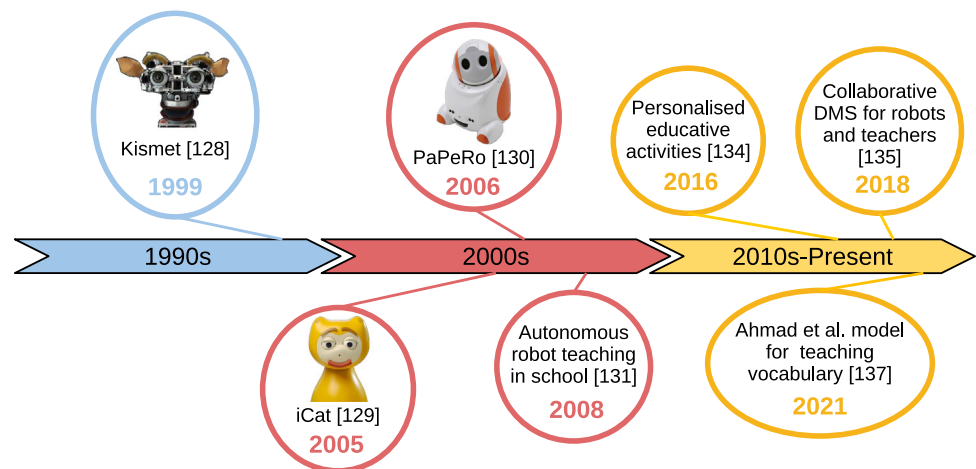 Kismet [128]
1999
PaPeRo [130]
2006
Personalised
educative
activities [134]
2016
Collaborative
DMS for robots
and teachers
[135]
2018
1990s
2000s
2010s-Present
iCat [129]
2005
Autonomous
robot teaching
in school [131]
2008
Ahmad et al. model
for teaching
vocabulary [137]
2021